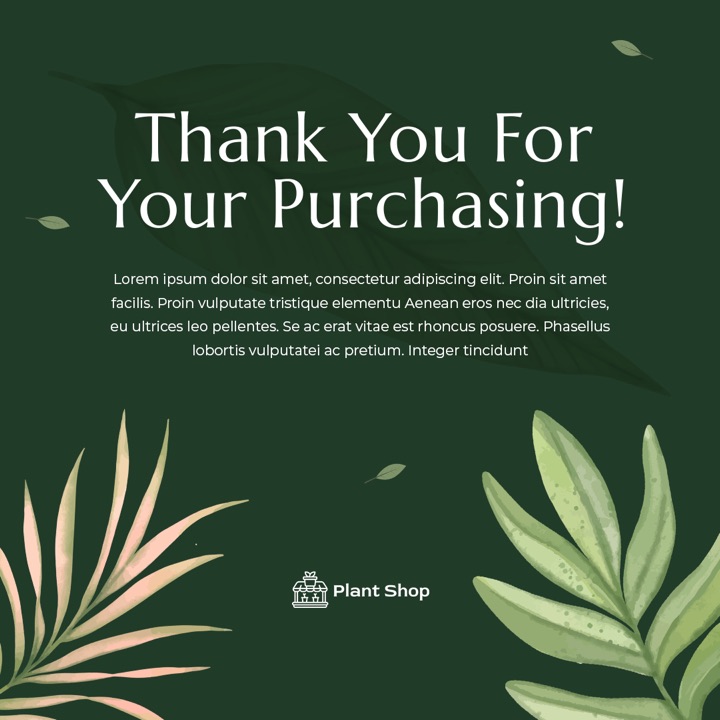 Thank You For
Your Purchasing!
Lorem ipsum dolor sit amet, consectetur adipiscing elit. Proin sit amet
facilis. Proin vulputate tristique elementu Aenean eros nec dia ultricies,
eu ultrices leo pellentes. Se ac erat vitae est rhoncus posuere. Phasellus
lobortis vulputatei ac pretium. Integer tincidunt
Plant Shop